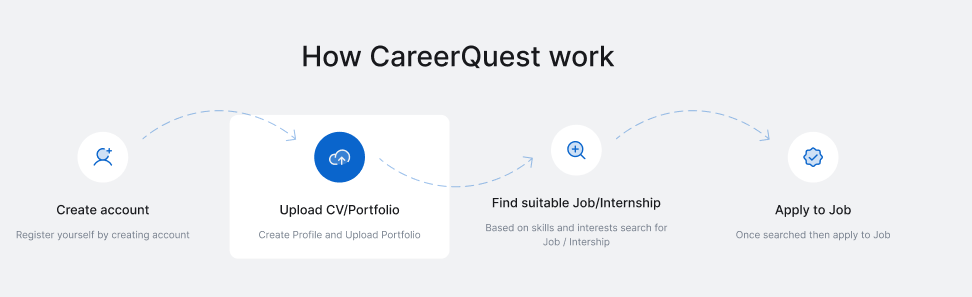 How CareerQuest work
Create account
Register yourself by creating account
Upload CV/Portfolio
Create Profile and Upload Portfolio
Find suitable Job/Internship
Based on skills and interests search for
Job / Intership
Apply to Job
Once searched then apply to Job